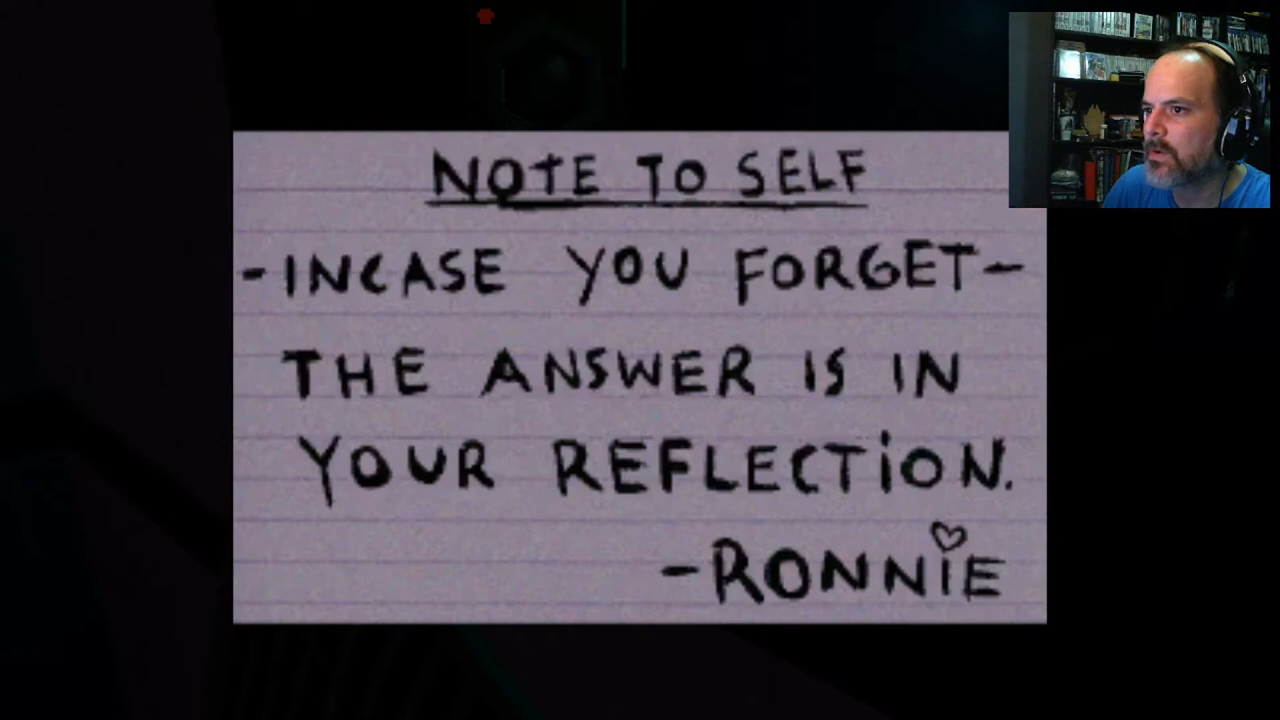 NOTE TO SELF
-INCASE YOU FORGET-
THE ANSWER IS IN
YOUR REFLECTION.
-RONNIE